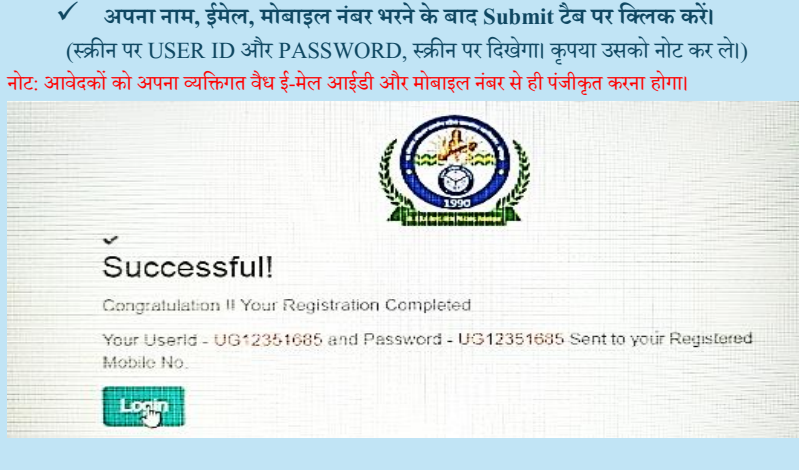 ✓ अपना नाम, ईमेल, मोबाइल नंबर भरने के बाद Submit टैब पर क्लिक करें।
(स्क्रीन पर USER ID और PASSWORD, स्क्रीन पर दिखेगा। कृपया उसको नोट कर ले।)
नोट: आवेदकों को अपना व्यक्तिगत वैध ई-मेल आईडी और मोबाइल नंबर से ही पंजीकृत करना होगा।
1990
✓
Successful!
Congratulation !! Your Registration Completed
Your UserId - UG12351685 and Password - UG12351685 Sent to your Registered
Mobile No.
Login